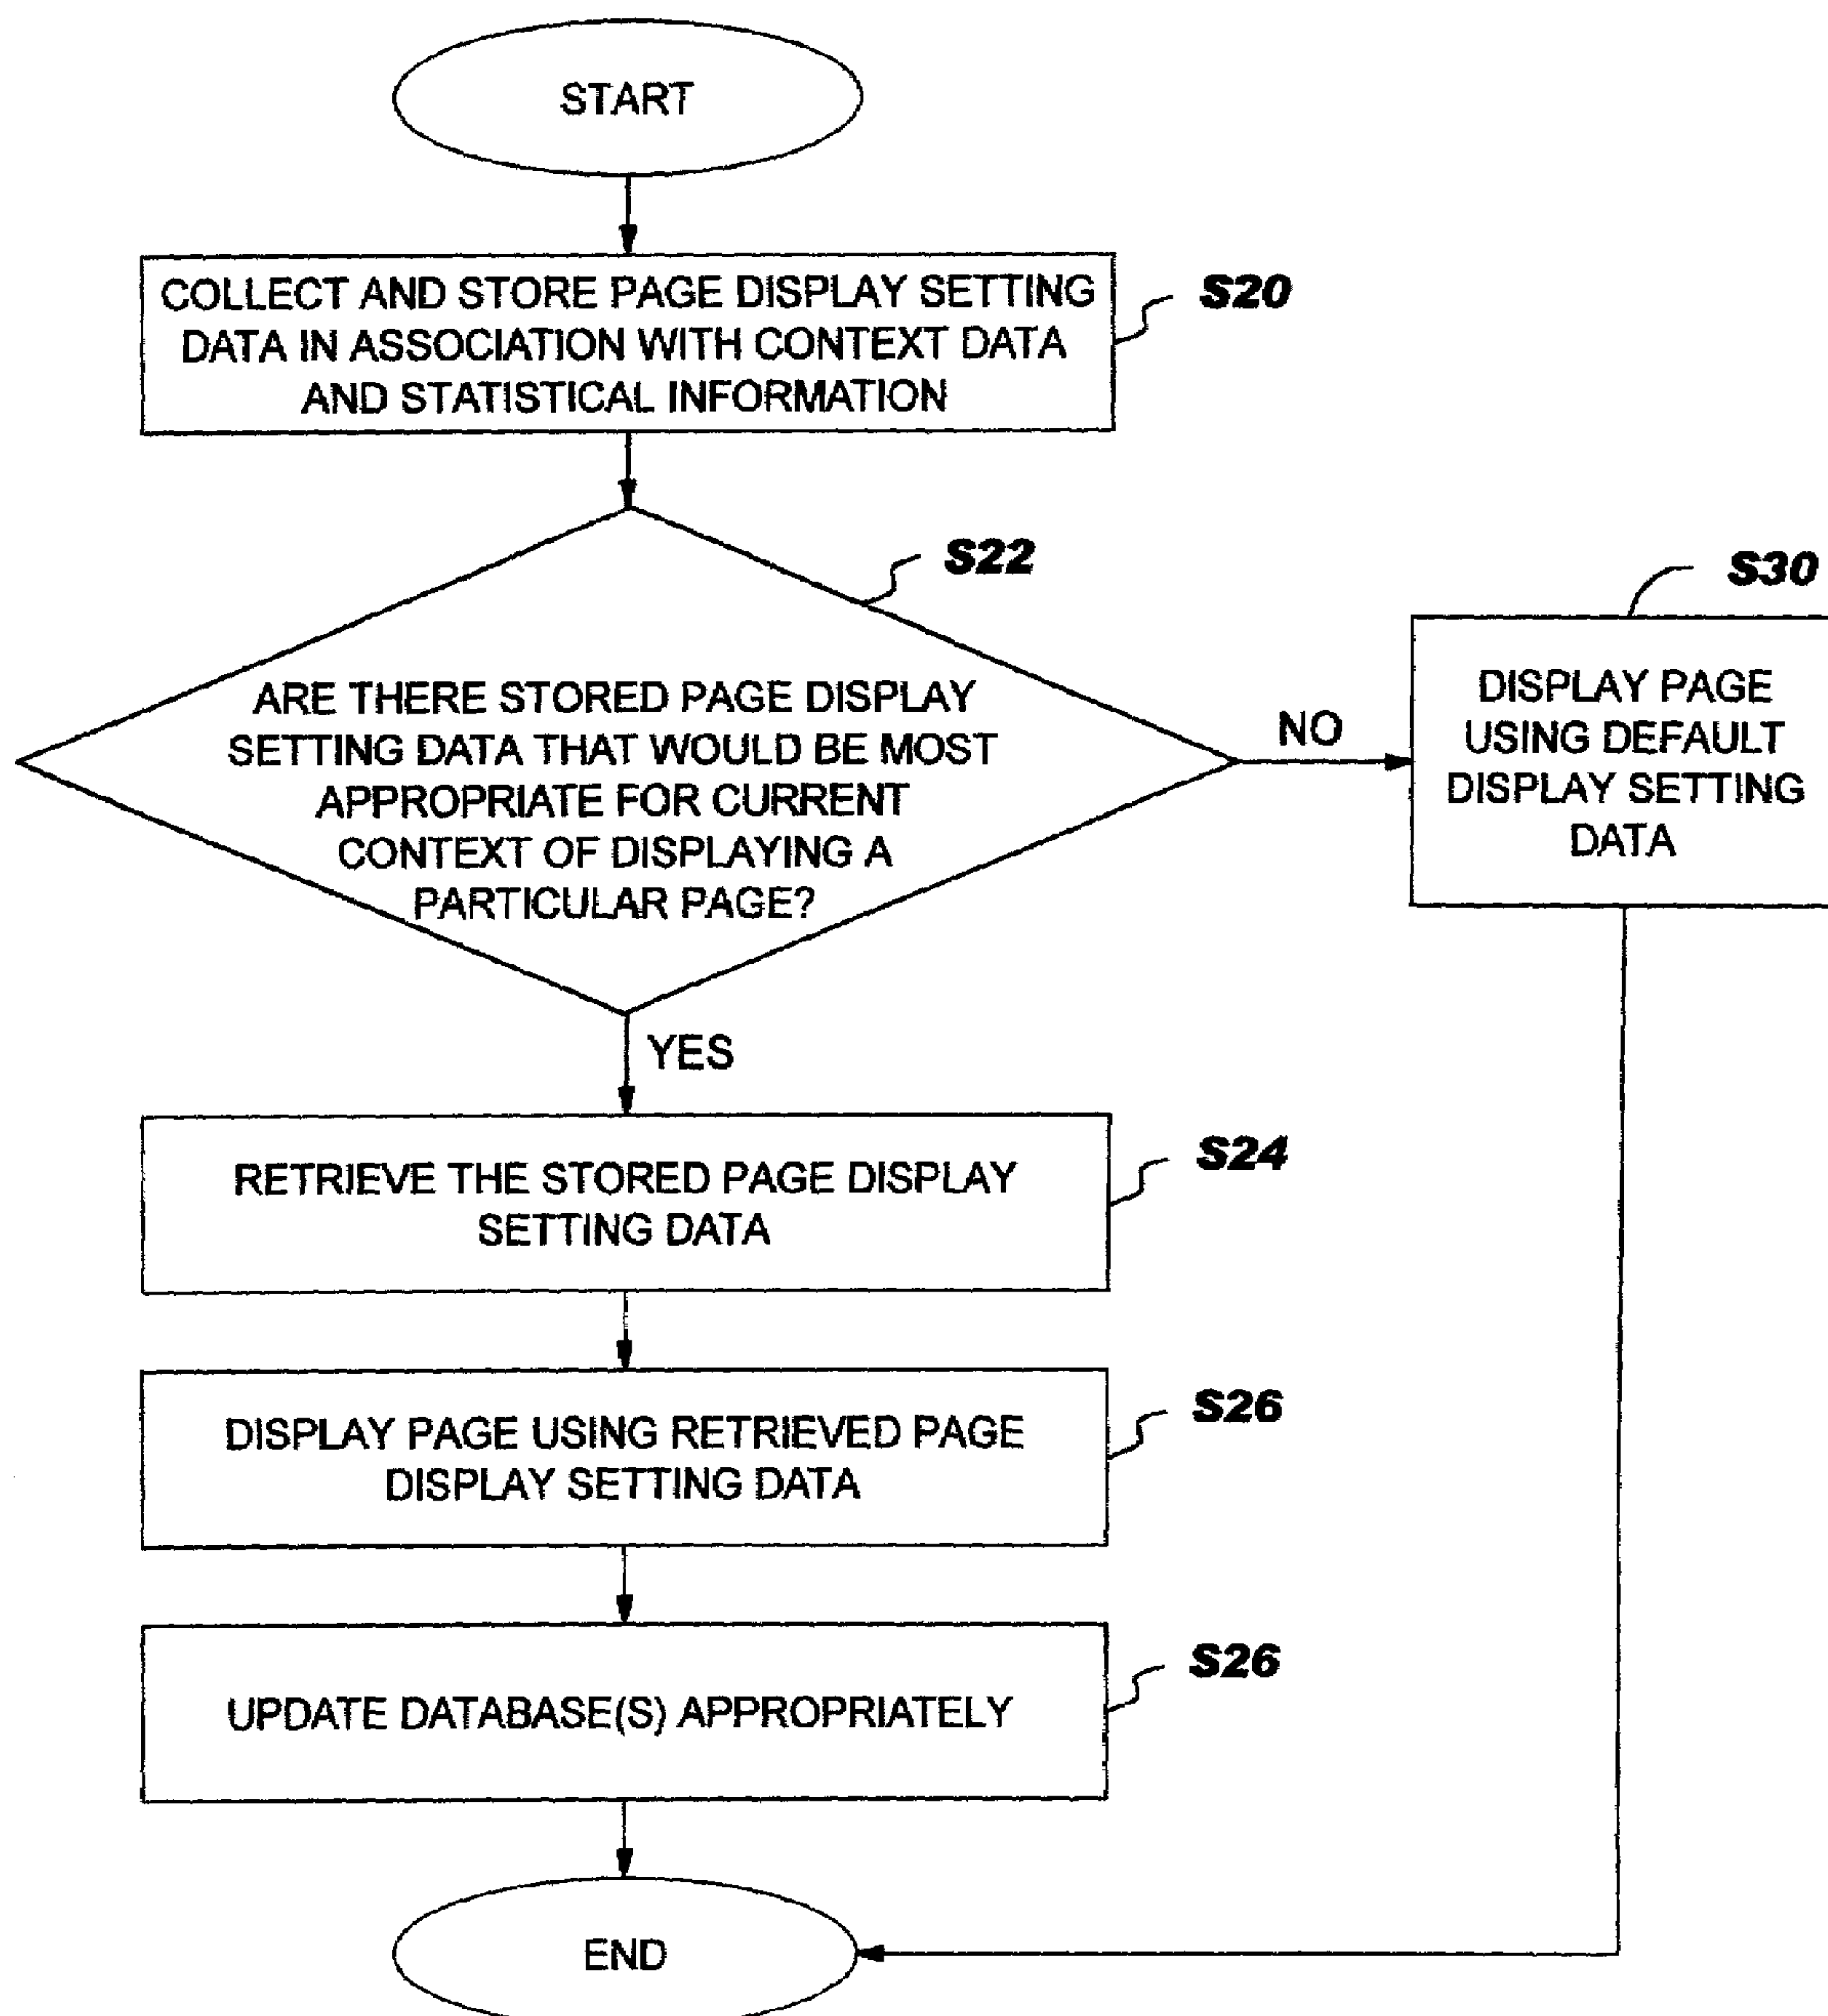 START
COLLECT AND STORE PAGE DISPLAY SETTING
DATA IN ASSOCIATION WITH CONTEXT DATA
AND STATISTICAL INFORMATION
S20
S22
ARE THERE STORED PAGE DISPLAY
SETTING DATA THAT WOULD BE MOST
APPROPRIATE FOR CURRENT
CONTEXT OF DISPLAYING A
PARTICULAR PAGE?
NO
S30
DISPLAY PAGE
USING DEFAULT
DISPLAY SETTING
DATA
YES
RETRIEVE THE STORED PAGE DISPLAY
SETTING DATA
S24
DISPLAY PAGE USING RETRIEVED PAGE
DISPLAY SETTING DATA
S26
UPDATE DATABASE(S) APPROPRIATELY
S26
END